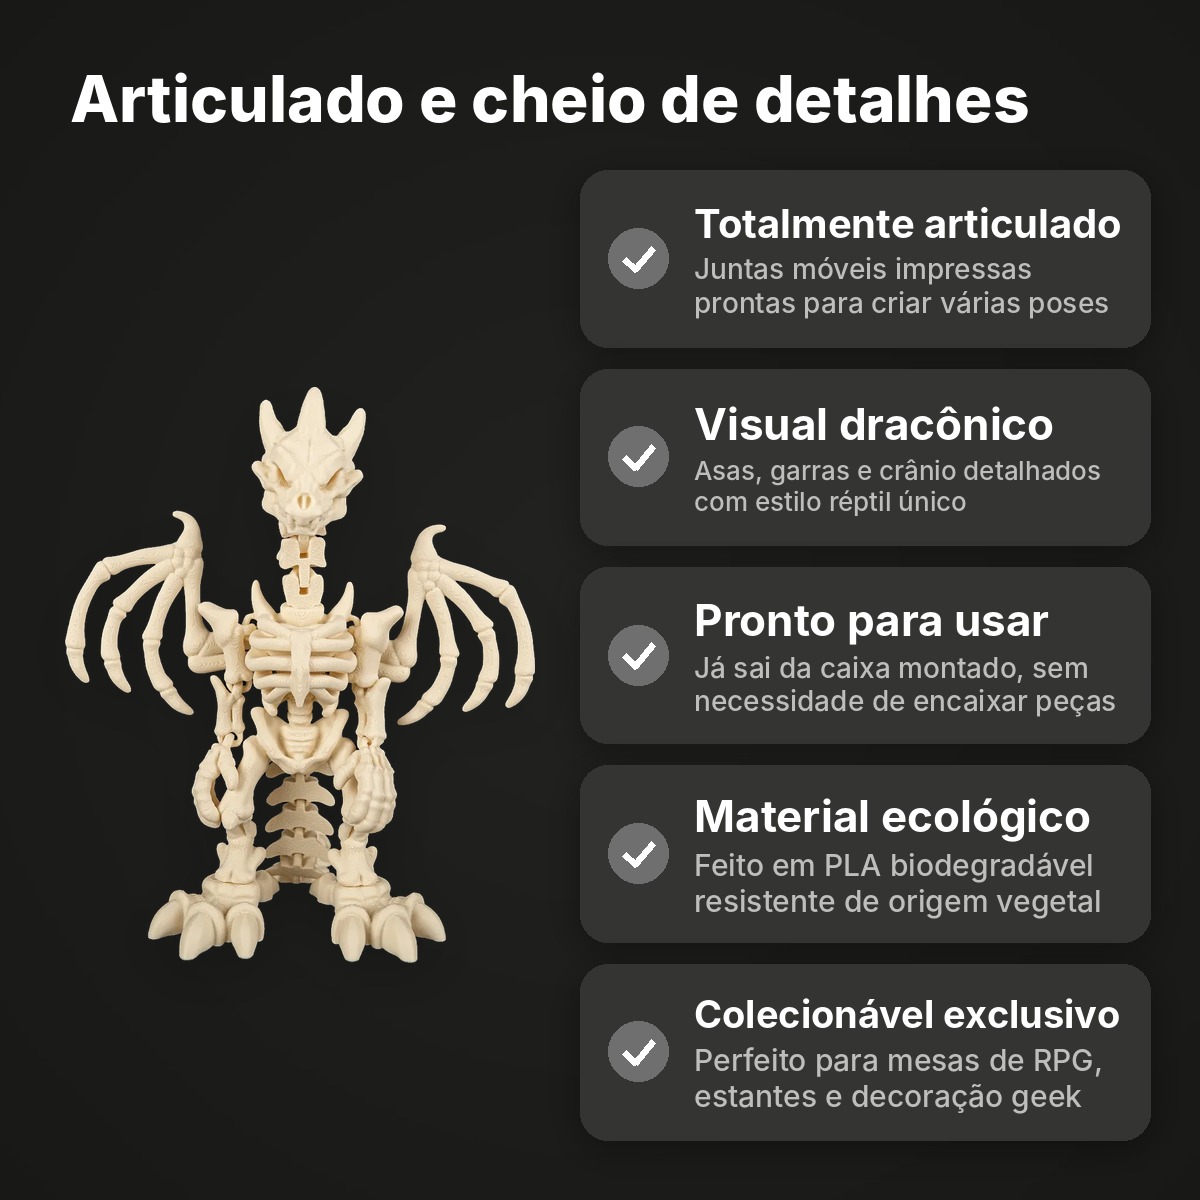 Articulado e cheio de detalhes
Totalmente articulado
Juntas móveis impressas
prontas para criar várias poses
Visual dracônico
Asas, garras e crânio detalhados
com estilo réptil único
Pronto para usar
Já sai da caixa montado, sem
necessidade de encaixar peças
Material ecológico
Feito em PLA biodegradável
resistente de origem vegetal
Colecionável exclusivo
Perfeito para mesas de RPG,
estantes e decoração geek